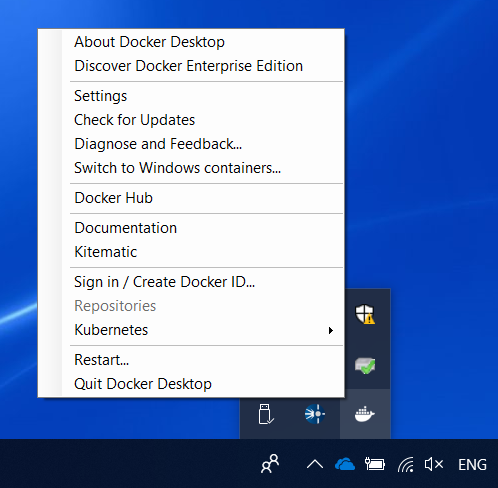 About Docker Desktop
Discover Docker Enterprise Edition
Settings
Check for Updates
Diagnose and Feedback...
Switch to Windows containers...
Docker Hub
Documentation
Kitematic
Sign in / Create Docker ID...
Repositories
Kubernetes
Restart...
Quit Docker Desktop
ENG